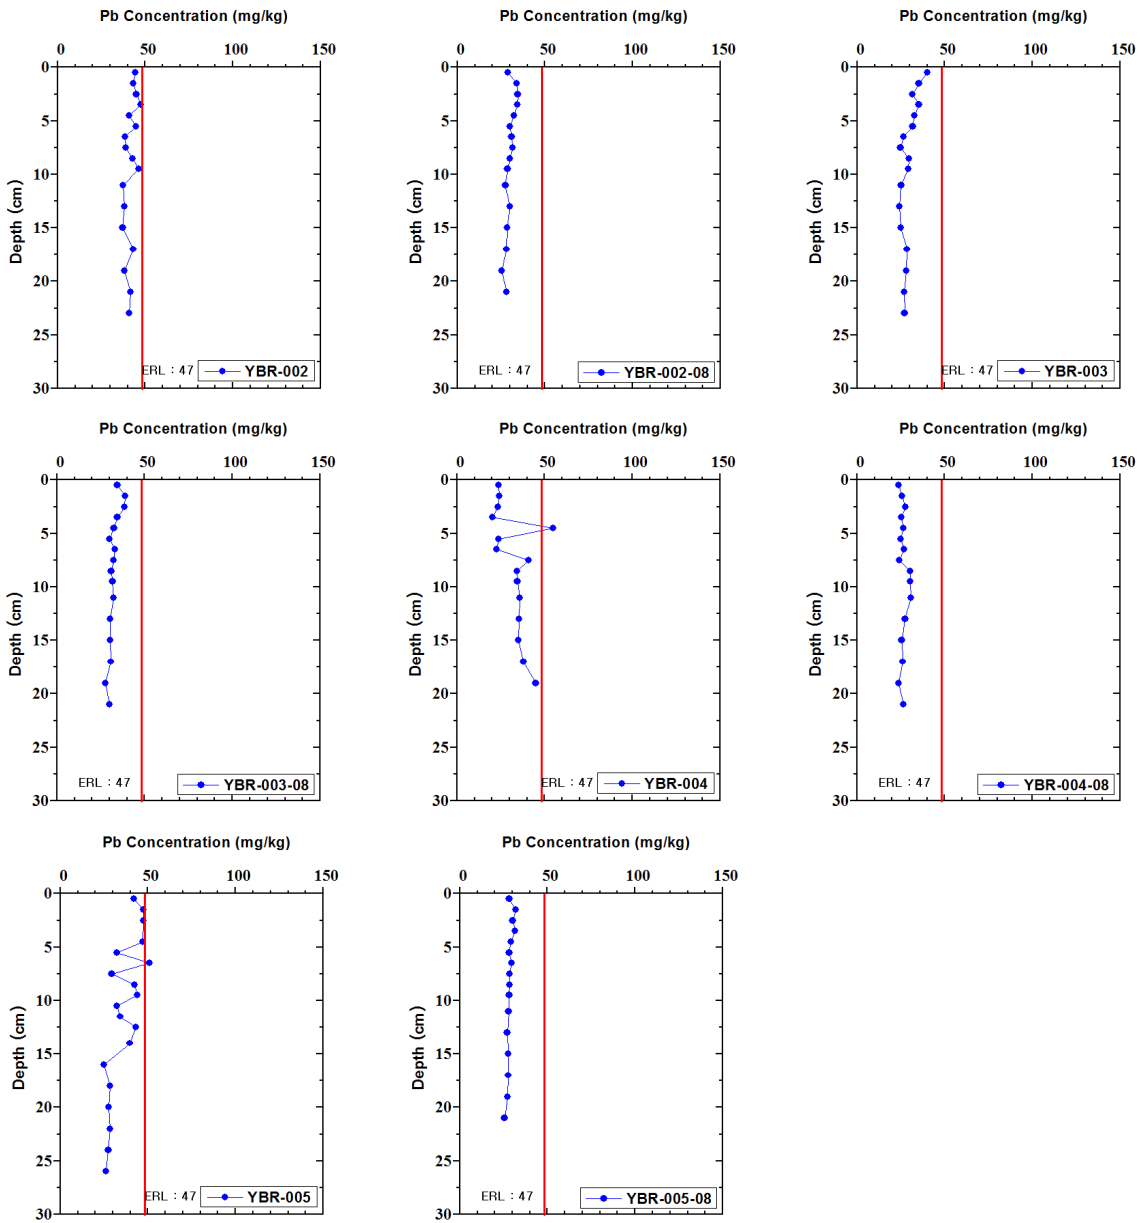 Pb Concentration (mg/kg) Pb Concentration (mg/kg) Pb Concentration (mg/kg)
0 50 100 150 0 50 100 150 0 50 100 150
0 0 0
5 5 5
10 10 10
15 15 15
20 20 20
25 25 25
30 30 30
Depth (cm) Depth (cm) Depth (cm)
ERL : 47 YBR-002 ERL : 47 YBR-002-08 ERL : 47 YBR-003
Pb Concentration (mg/kg) Pb Concentration (mg/kg) Pb Concentration (mg/kg)
0 50 100 150 0 50 100 150 0 50 100 150
0 0 0
5 5 5
10 10 10
15 15 15
20 20 20
25 25 25
30 30 30
Depth (cm) Depth (cm) Depth (cm)
ERL : 47 YBR-003-08 ERL : 47 YBR-004 ERL : 47 YBR-004-08
Pb Concentration (mg/kg) Pb Concentration (mg/kg)
0 50 100 150 0 50 100 150
0 0
5 5
10 10
15 15
20 20
25 25
30 30
Depth (cm) Depth (cm)
ERL : 47 YBR-005 ERL : 47 YBR-005-08